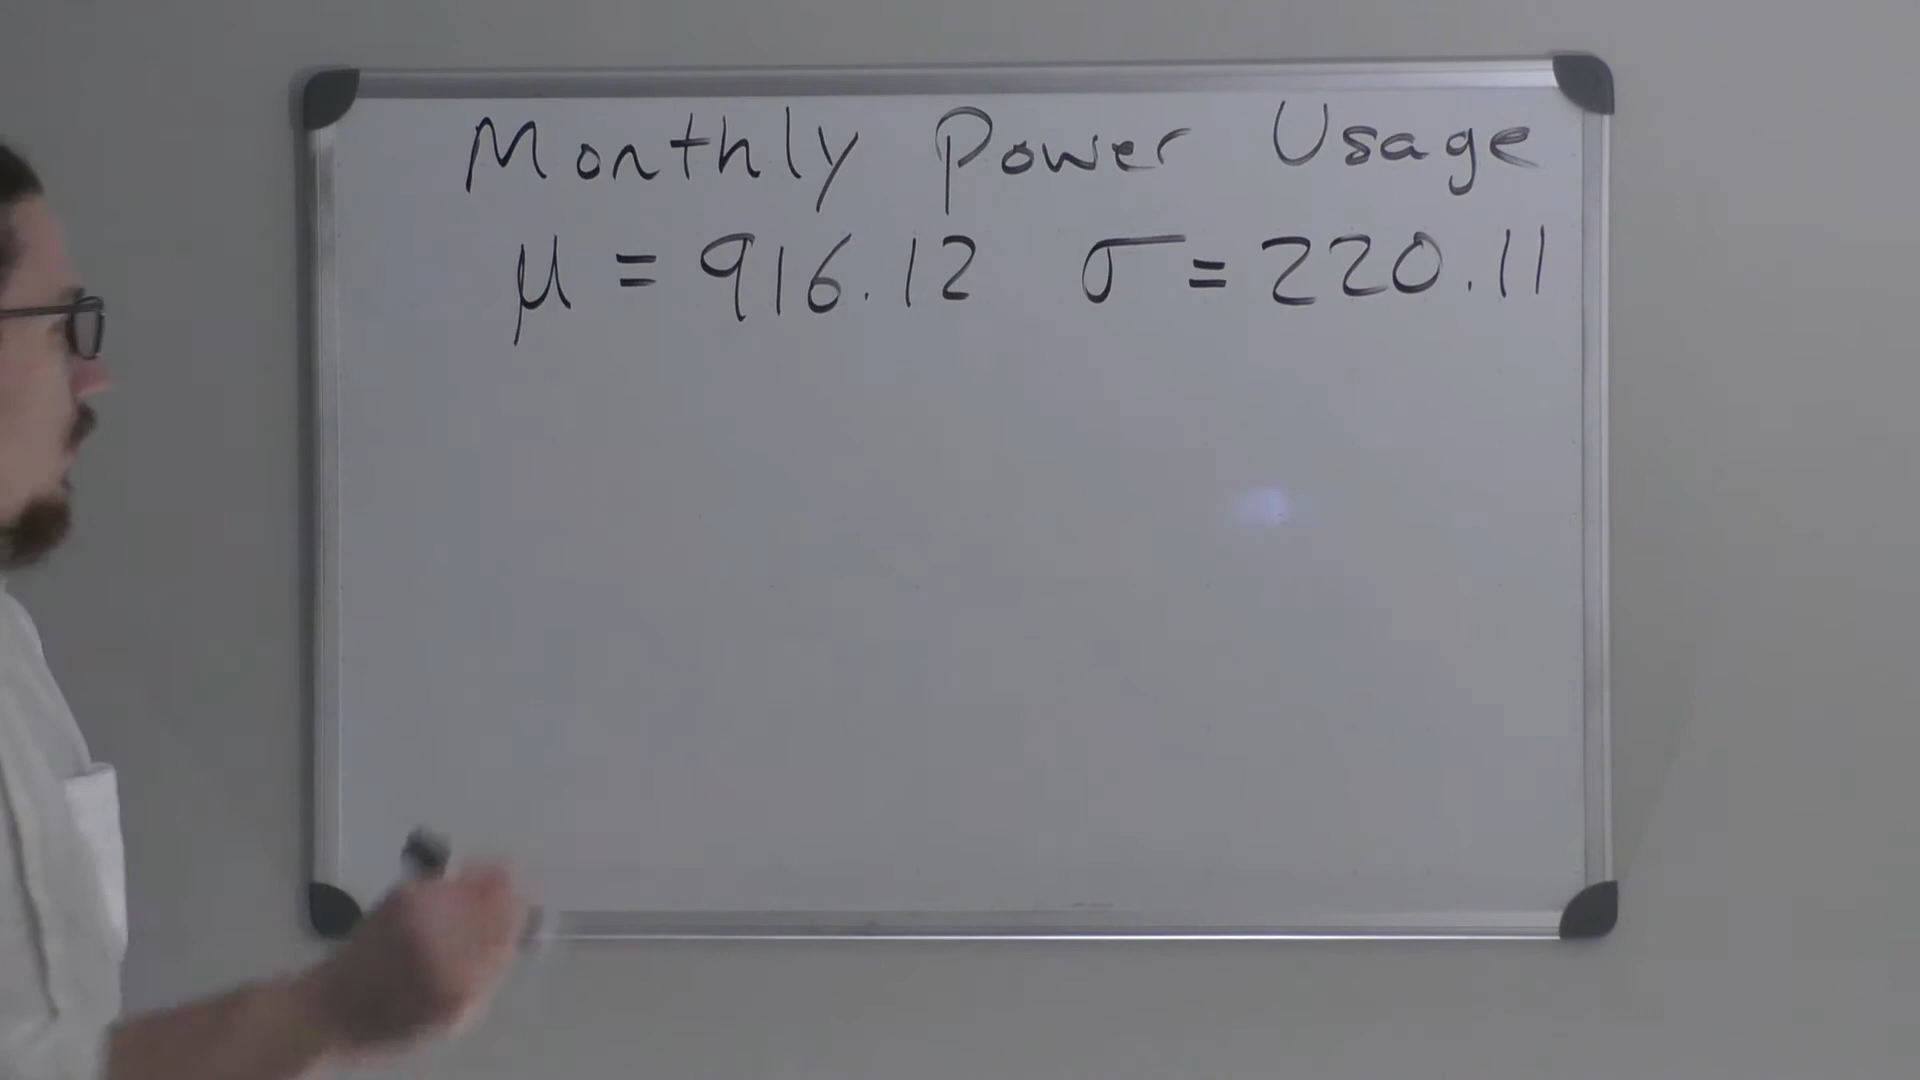 Monthly Power Usage
μ = 916.12 σ = 220.11